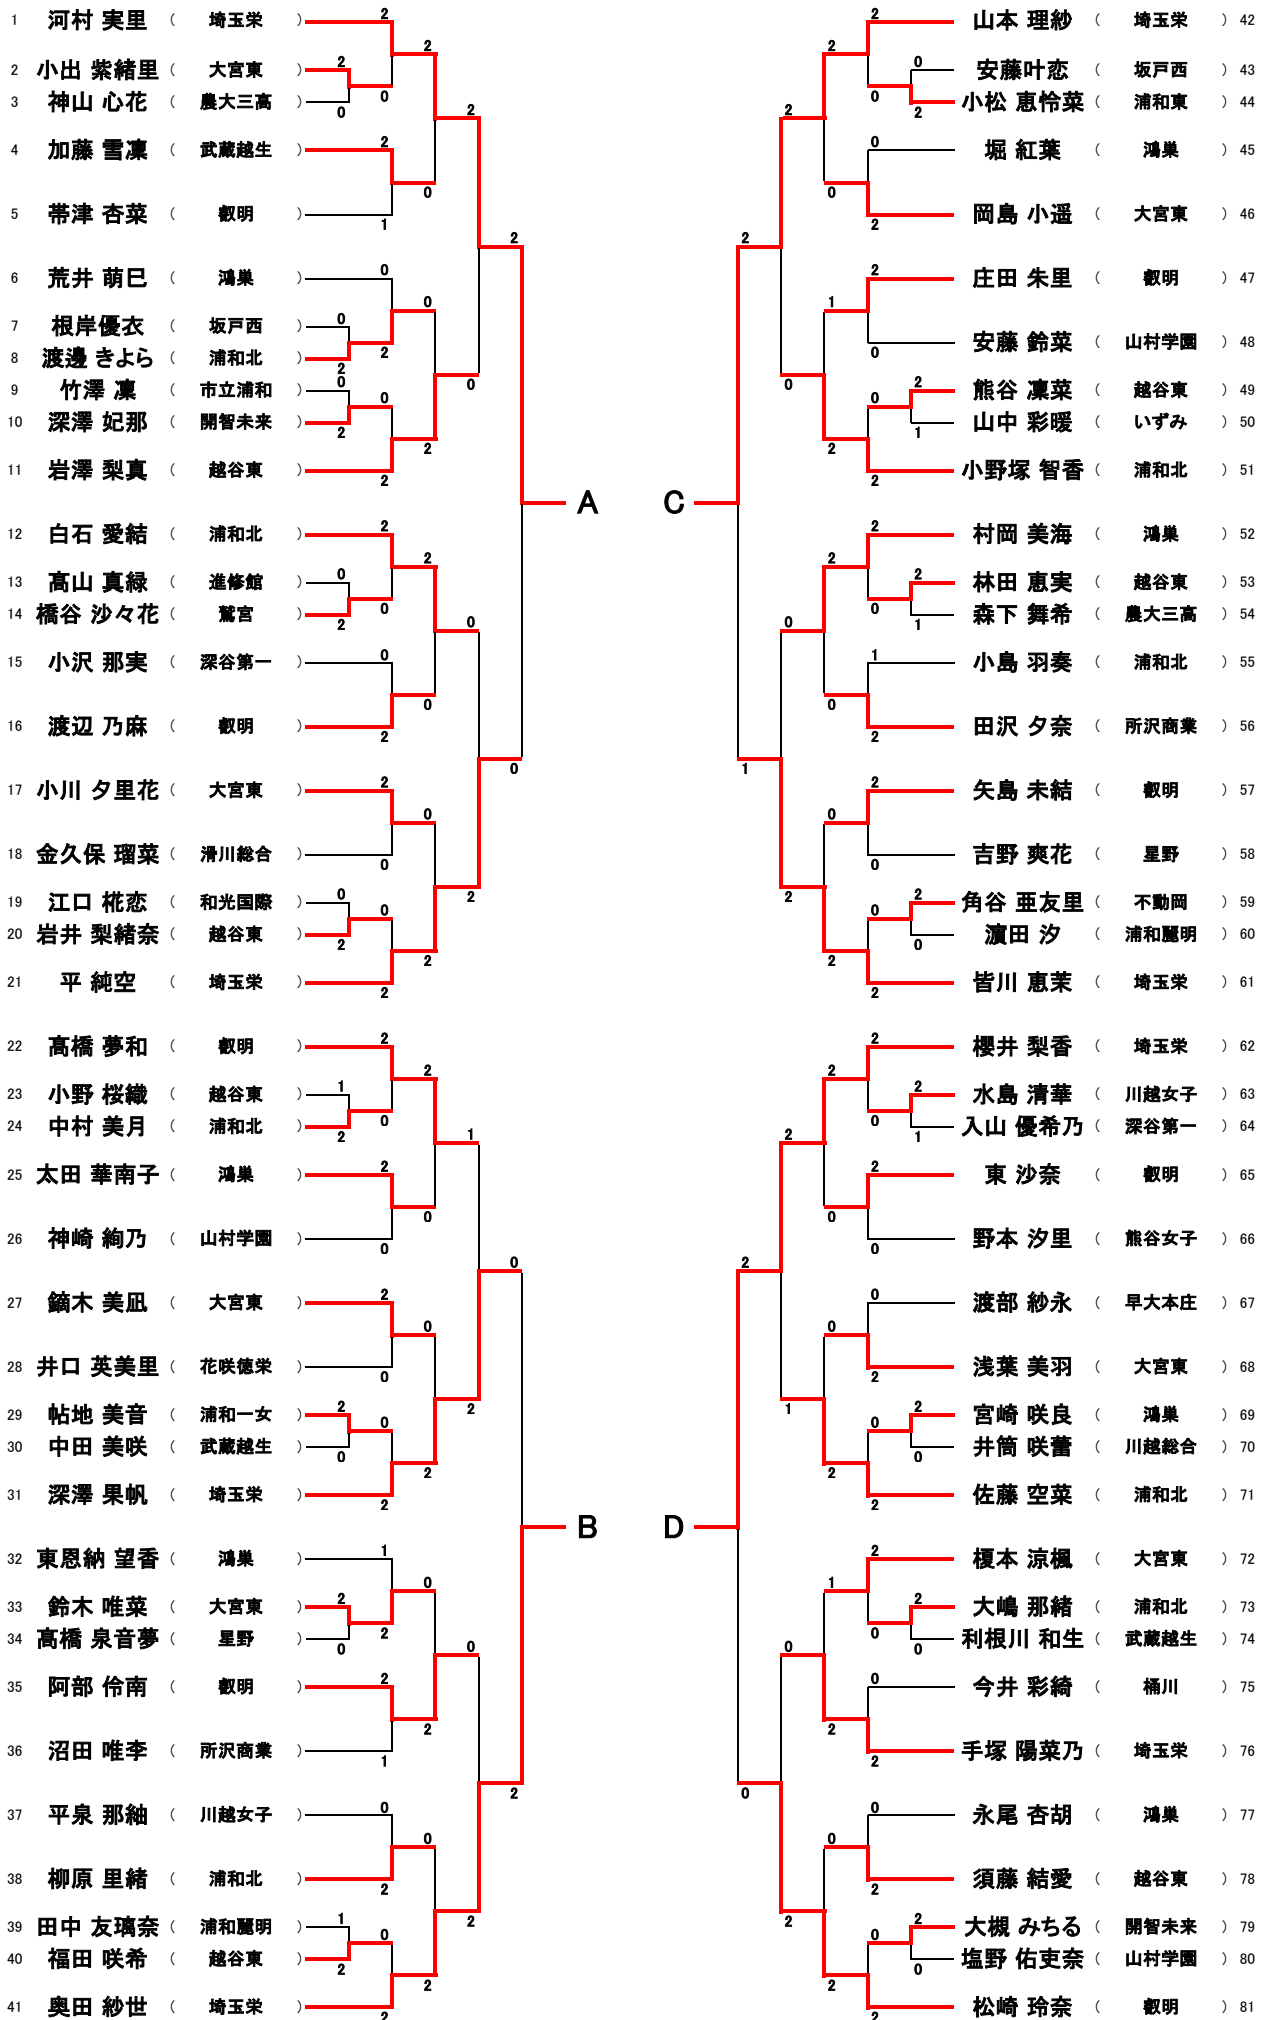 1 河村 実里 ( 埼玉栄 )
2 小出 紫緒里 ( 大宮東 )
3 神山 心花 ( 農大三高 )
4 加藤 雪凜 ( 武蔵越生 )
5 帯津 杏菜 ( 叡明 )
6 荒井 萌巳 ( 鴻巣 )
7 根岸優衣 ( 坂戸西 )
8 渡邊 きよら ( 浦和北 )
9 竹澤 凜 ( 市立浦和 )
10 深澤 妃那 ( 開智未来 )
11 岩澤 梨真 ( 越谷東 )
12 白石 愛結 ( 浦和北 )
13 髙山 真緑 ( 進修館 )
14 橋谷 沙々花 ( 鷲宮 )
15 小沢 那実 ( 深谷第一 )
16 渡辺 乃麻 ( 叡明 )
17 小川 夕里花 ( 大宮東 )
18 金久保 瑠菜 ( 滑川総合 )
19 江口 椛恋 ( 和光国際 )
20 岩井 梨緒奈 ( 越谷東 )
21 平 純空 ( 埼玉栄 )
22 髙橋 夢和 ( 叡明 )
23 小野 桜織 ( 越谷東 )
24 中村 美月 ( 浦和北 )
25 太田 華南子 ( 鴻巣 )
26 神崎 絢乃 ( 山村学園 )
27 鏑木 美凪 ( 大宮東 )
28 井口 英美里 ( 花咲徳栄 )
29 帖地 美音 ( 浦和一女 )
30 中田 美咲 ( 武蔵越生 )
31 深澤 果帆 ( 埼玉栄 )
32 東恩納 望香 ( 鴻巣 )
33 鈴木 唯菜 ( 大宮東 )
34 髙橋 泉音夢 ( 星野 )
35 阿部 伶南 ( 叡明 )
36 沼田 唯李 ( 所沢商業 )
37 平泉 那紬 ( 川越女子 )
38 柳原 里緒 ( 浦和北 )
39 田中 友璃奈 ( 浦和麗明 )
40 福田 咲希 ( 越谷東 )
41 奥田 紗世 ( 埼玉栄 )
A
B
C
D
山本 理紗 ( 埼玉栄 ) 42
安藤叶恋 ( 坂戸西 ) 43
小松 恵怜菜 ( 浦和東 ) 44
堀 紅葉 ( 鴻巣 ) 45
岡島 小遥 ( 大宮東 ) 46
庄田 朱里 ( 叡明 ) 47
安藤 鈴菜 ( 山村学園 ) 48
熊谷 凜菜 ( 越谷東 ) 49
山中 彩暖 ( いずみ ) 50
小野塚 智香 ( 浦和北 ) 51
村岡 美海 ( 鴻巣 ) 52
林田 恵実 ( 越谷東 ) 53
森下 舞希 ( 農大三高 ) 54
小島 羽奏 ( 浦和北 ) 55
田沢 夕奈 ( 所沢商業 ) 56
矢島 未結 ( 叡明 ) 57
吉野 爽花 ( 星野 ) 58
角谷 亜友里 ( 不動岡 ) 59
濵田 汐 ( 浦和麗明 ) 60
皆川 恵茉 ( 埼玉栄 ) 61
櫻井 梨香 ( 埼玉栄 ) 62
水島 清華 ( 川越女子 ) 63
入山 優希乃 ( 深谷第一 ) 64
東 沙奈 ( 叡明 ) 65
野本 汐里 ( 熊谷女子 ) 66
渡部 紗永 ( 早大本庄 ) 67
浅葉 美羽 ( 大宮東 ) 68
宮崎 咲良 ( 鴻巣 ) 69
井筒 咲蕾 ( 川越総合 ) 70
佐藤 空菜 ( 浦和北 ) 71
榎本 涼楓 ( 大宮東 ) 72
大嶋 那緒 ( 浦和北 ) 73
利根川 和生 ( 武蔵越生 ) 74
今井 彩綺 ( 桶川 ) 75
手塚 陽菜乃 ( 埼玉栄 ) 76
永尾 杏胡 ( 鴻巣 ) 77
須藤 結愛 ( 越谷東 ) 78
大槻 みちる ( 開智未来 ) 79
塩野 佑吏奈 ( 山村学園 ) 80
松崎 玲奈 ( 叡明 ) 81